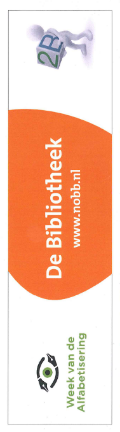 2B
De Bibliotheek
www.nobb.nl
Week van de
Alfabetisering